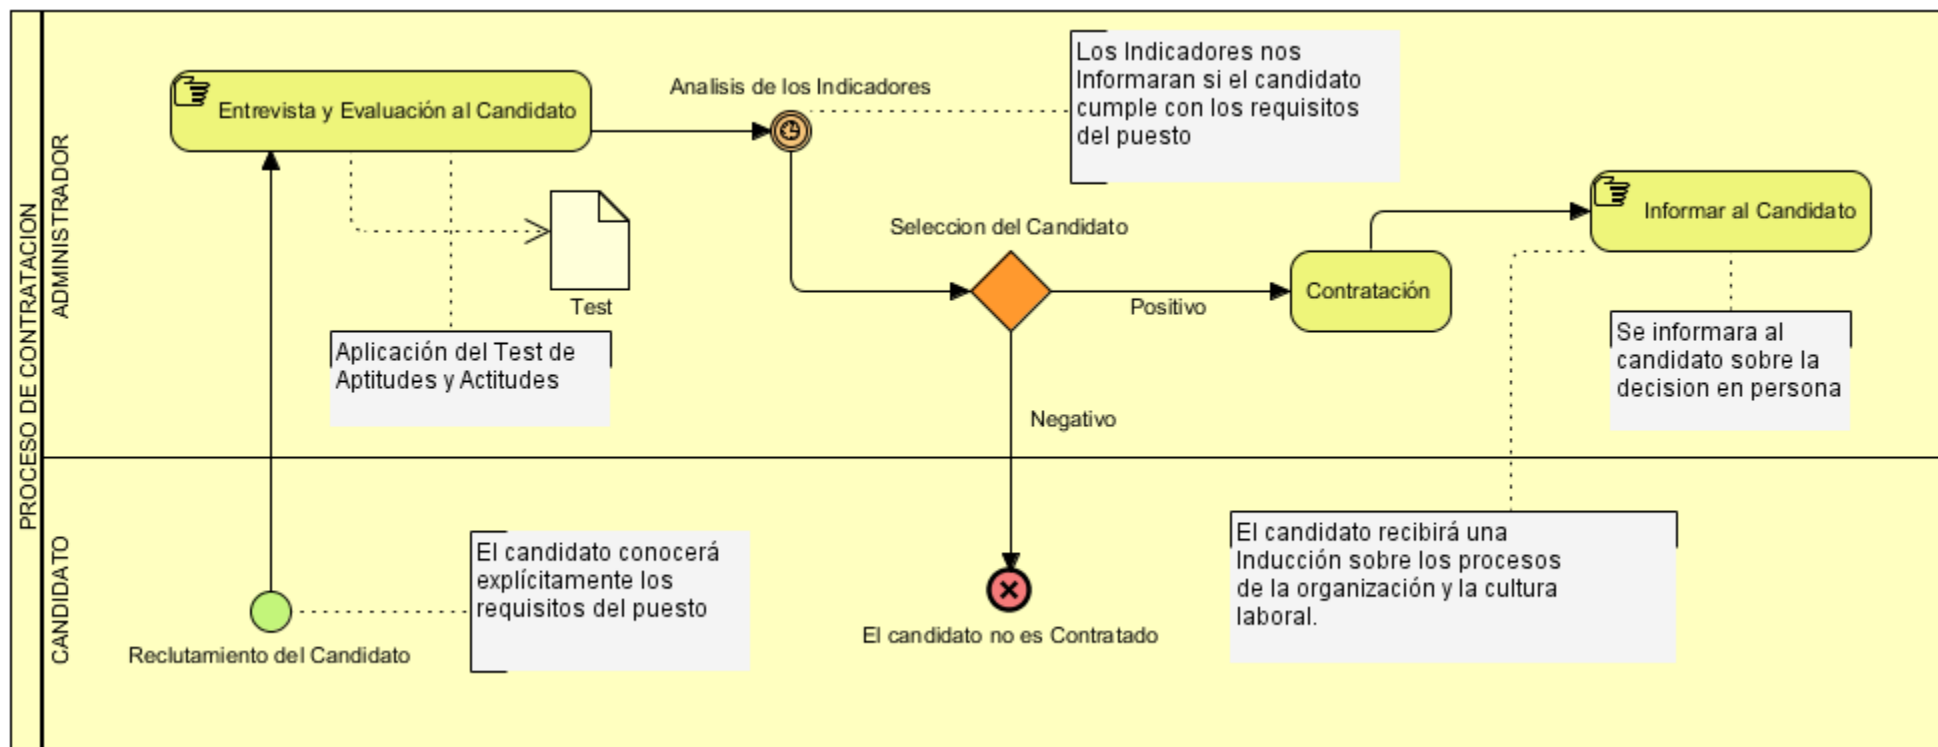 PROCESO DE CONTRATACION
ADMINISTRADOR
Entrevista y Evaluación al Candidato
Analisis de los Indicadores
Los Indicadores nos
Informaran si el candidato
cumple con los requisitos
del puesto
Test
Aplicación del Test de
Aptitudes y Actitudes
Seleccion del Candidato
Positivo
Contratación
Informar al Candidato
Se informara al
candidato sobre la
decision en persona
Negativo
CANDIDATO
Reclutamiento del Candidato
El candidato conocerá
explícitamente los
requisitos del puesto
El candidato no es Contratado
El candidato recibirá una
Inducción sobre los procesos
de la organización y la cultura
laboral.